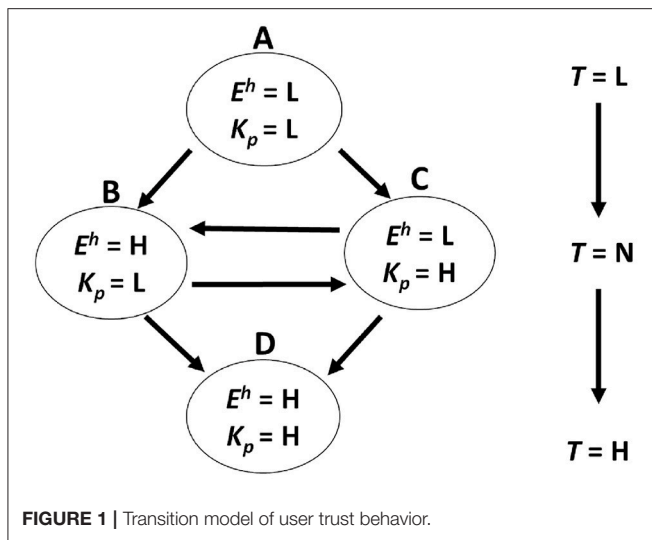 A
E^h = L
K_p = L
T = L
B
E^h = H
K_p = L
C
E^h = L
K_p = H
T = N
D
E^h = H
K_p = H
T = H
FIGURE 1 | Transition model of user trust behavior.